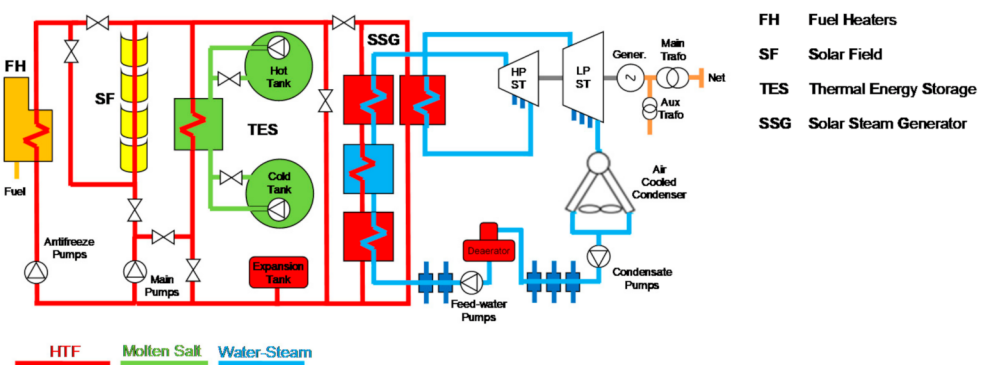 FH
Fuel
SF
Antifreeze
Pumps
Main
Pumps
Hot
Tank
TES
Cold
Tank
Expansion
Tank
SSG
HP
ST
LP
ST
Gener.
Main
Trafo
Net
Aux
Trafo
Air
Cooled
Condenser
Deaerator
Feed-water
Pumps
Condensate
Pumps
FH Fuel Heaters
SF Solar Field
TES Thermal Energy Storage
SSG Solar Steam Generator
HTF Molten Salt Water-Steam